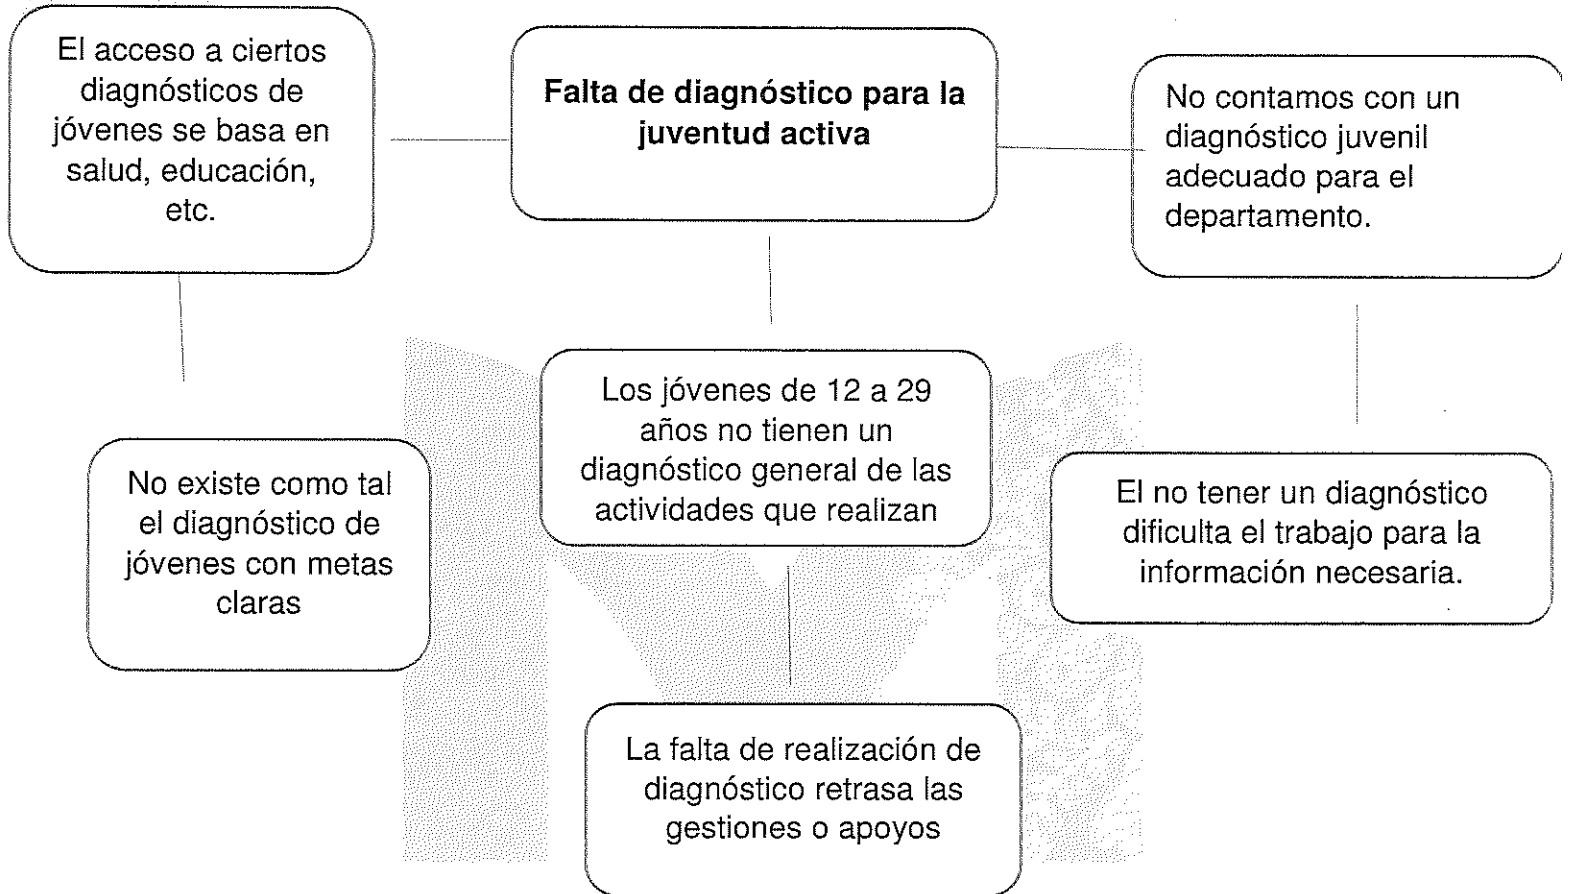 El acceso a ciertos
diagnósticos de
jóvenes se basa en
salud, educación,
etc.
Falta de diagnóstico para la
juventud activa
No contamos con un
diagnóstico juvenil
adecuado para el
departamento.
No existe como tal
el diagnóstico de
jóvenes con metas
claras
Los jóvenes de 12 a 29
años no tienen un
diagnóstico general de las
actividades que realizan
El no tener un diagnóstico
dificulta el trabajo para la
información necesaria.
La falta de realización de
diagnóstico retrasa las
gestiones o apoyos